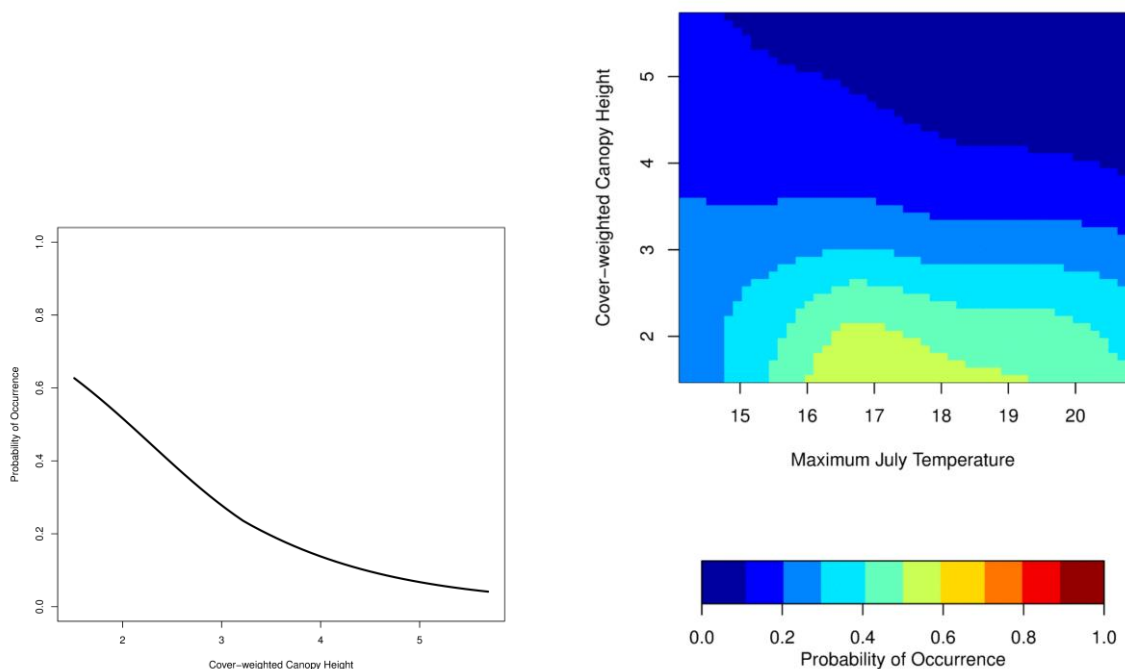 1.0
0.8
0.6
0.4
0.2
0.0
Probability of Occurrence
2 3 4 5
Cover-weighted Canopy Height
5
4
3
2
Cover-weighted Canopy Height
15 16 17 18 19 20
Maximum July Temperature
0.0 0.2 0.4 0.6 0.8 1.0
Probability of Occurrence